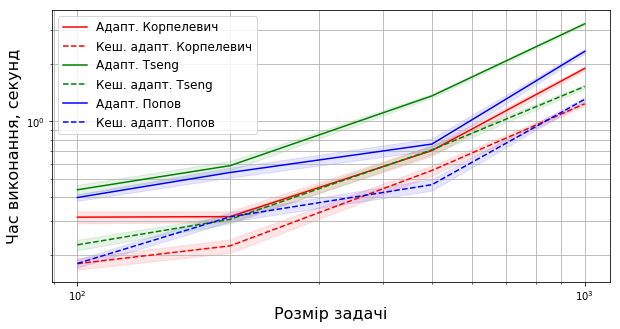 Адапт. Корпелевич
Кеш. адапт. Корпелевич
Адапт. Tseng
Кеш. адапт. Tseng
Адапт. Попов
Кеш. адапт. Попов
Час виконання, секунд
10⁰
10² 10³
Розмір задачі